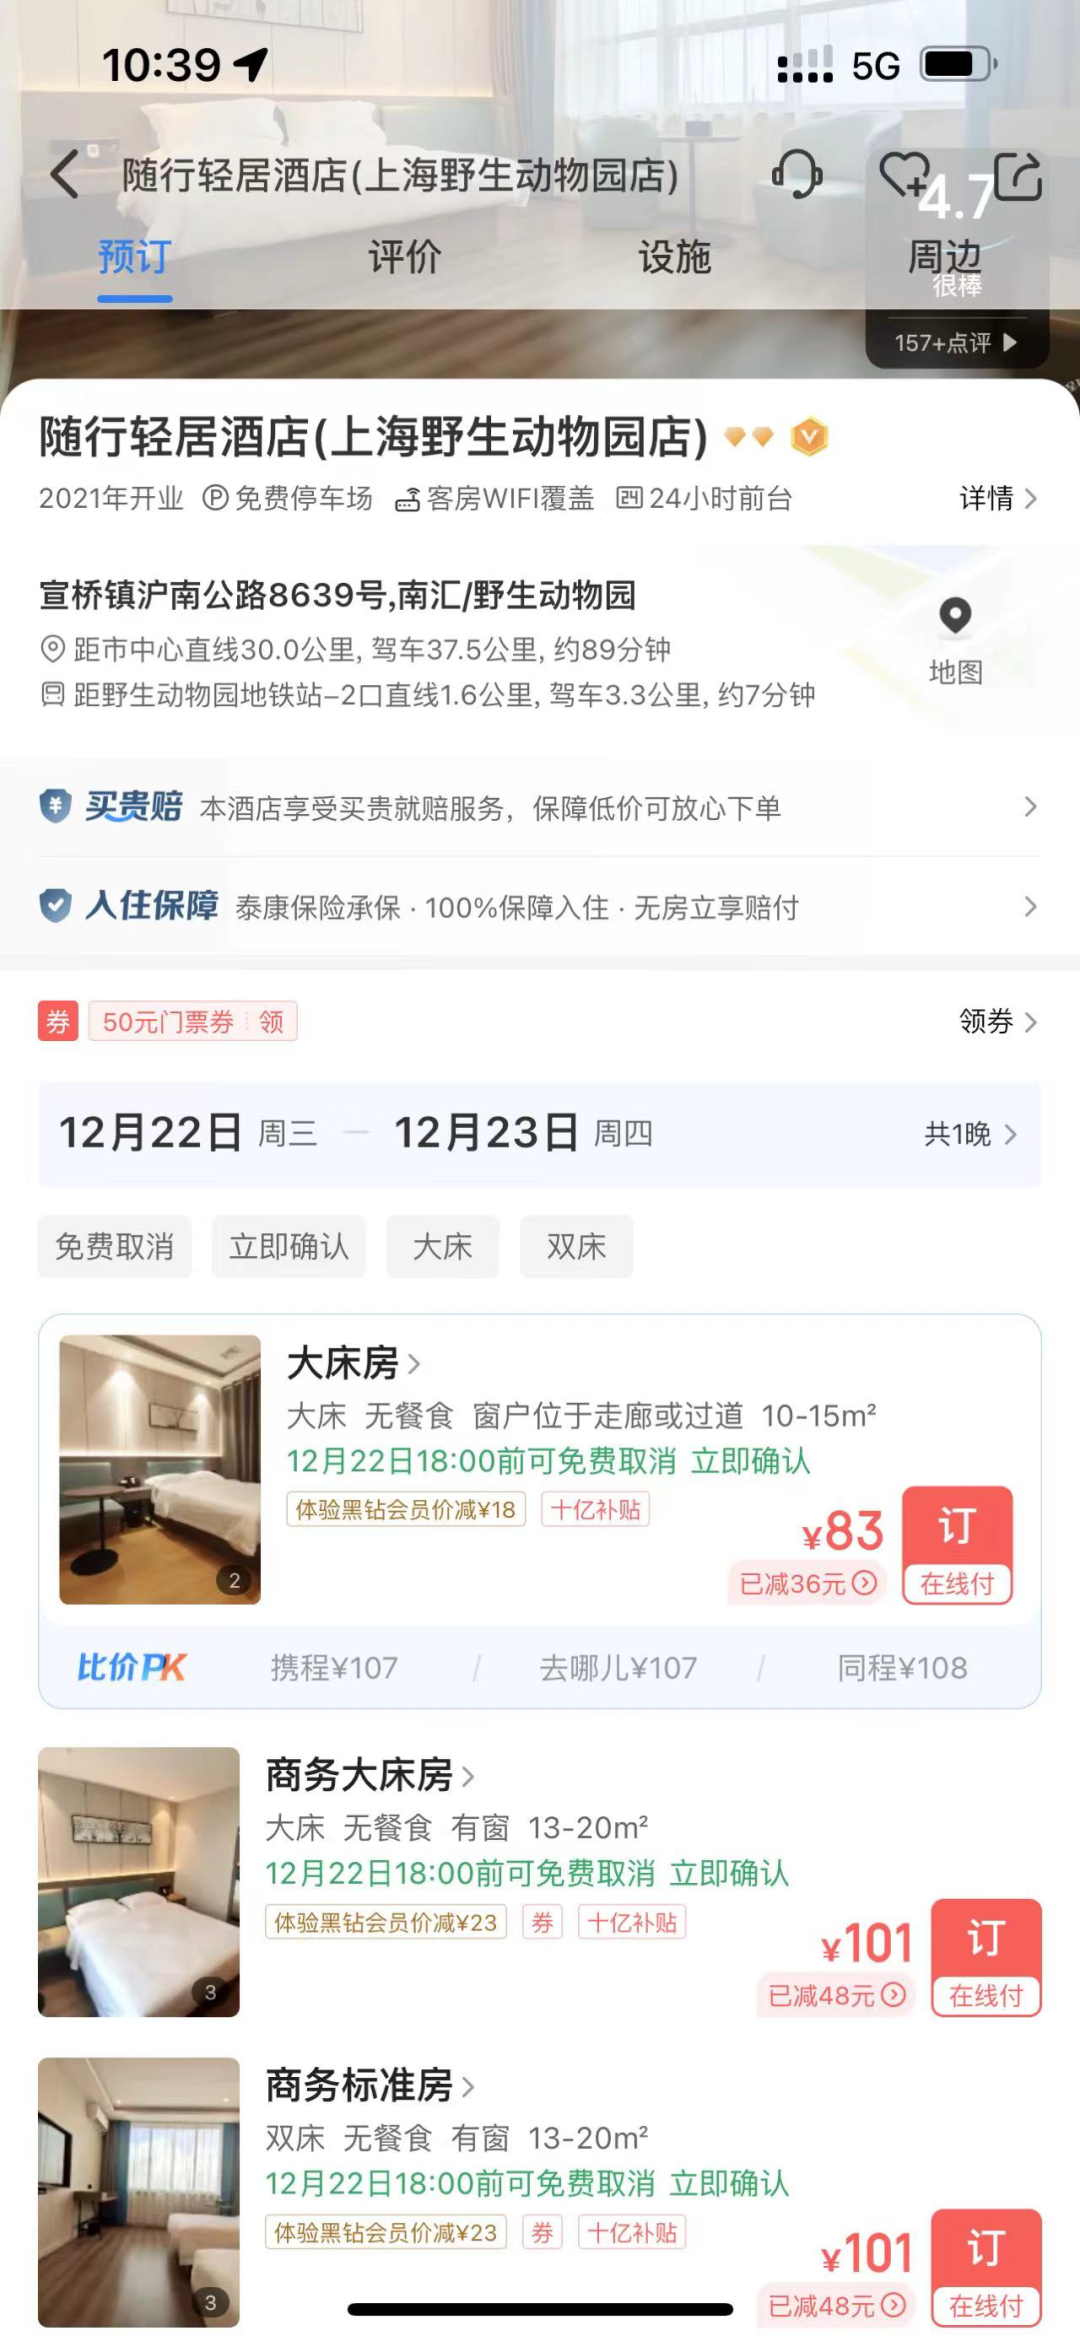 10:39
5G
随行轻居酒店(上海野生动物园店)
4.7
预订 评价 设施 周边
很棒
157+点评
随行轻居酒店(上海野生动物园店)
2021年开业 P 免费停车场 客房WIFI覆盖 24 24小时前台 详情
宣桥镇沪南公路8639号,南汇/野生动物园
距市中心直线30.0公里, 驾车37.5公里, 约89分钟
地图
距野生动物园地铁站-2口直线1.6公里, 驾车3.3公里, 约7分钟
¥ 买贵赔 本酒店享受买贵就赔服务，保障低价可放心下单
入住保障 泰康保险承保 · 100%保障入住 · 无房立享赔付
券 50元门票券 领 领券
12月22日 周三 — 12月23日 周四 共1晚
免费取消 立即确认 大床 双床
大床房
大床 无餐食 窗户位于走廊或过道 10-15m²
12月22日18:00前可免费取消 立即确认
体验黑钻会员价减¥18 十亿补贴
¥83 订
已减36元 在线付
2
比价PK 携程¥107 / 去哪儿¥107 / 同程¥108
商务大床房
大床 无餐食 有窗 13-20m²
12月22日18:00前可免费取消 立即确认
体验黑钻会员价减¥23 券 十亿补贴
¥101 订
已减48元 在线付
3
商务标准房
双床 无餐食 有窗 13-20m²
12月22日18:00前可免费取消 立即确认
体验黑钻会员价减¥23 券 十亿补贴
¥101 订
已减48元 在线付
3